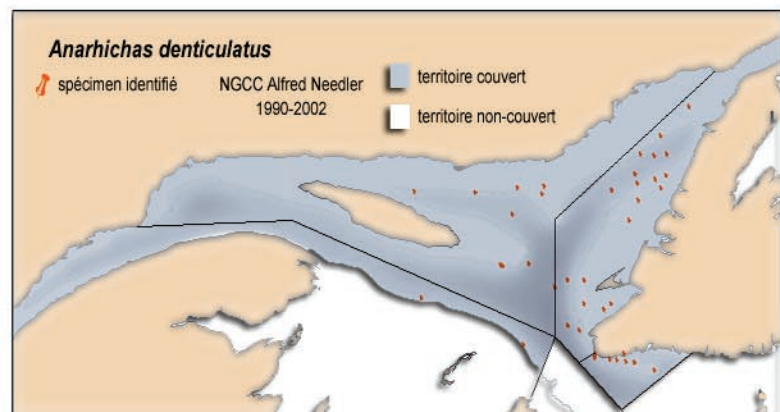 Anarhichas denticulatus
spécimen identifié
NGCC Alfred Needler
1990-2002
territoire couvert
territoire non-couvert